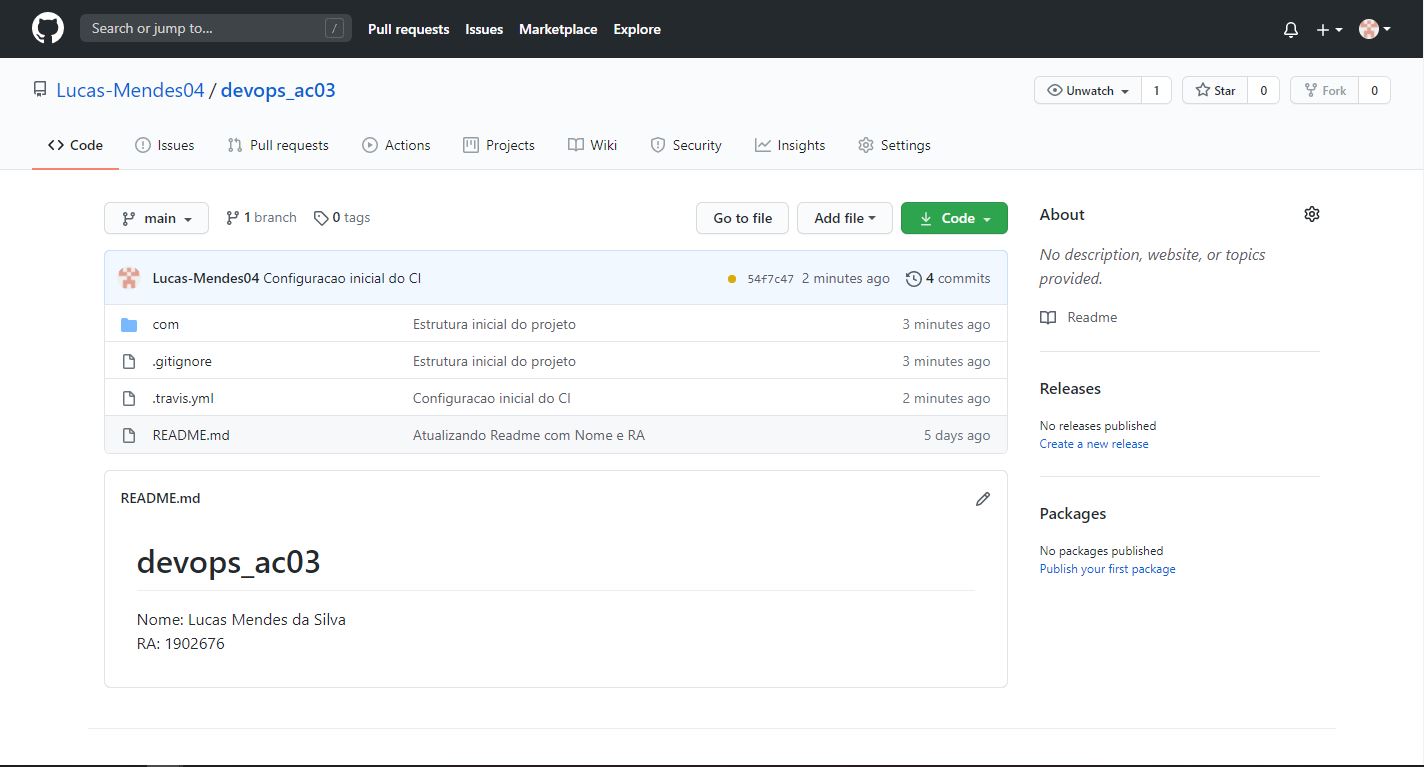 Search or jump to... /
Pull requests Issues Marketplace Explore
Lucas-Mendes04 / devops_ac03
Unwatch 1 Star 0 Fork 0
Code Issues Pull requests Actions Projects Wiki Security Insights Settings
main 1 branch 0 tags
Go to file Add file Code
Lucas-Mendes04 Configuracao inicial do CI 54f7c47 2 minutes ago 4 commits
com Estrutura inicial do projeto 3 minutes ago
.gitignore Estrutura inicial do projeto 3 minutes ago
.travis.yml Configuracao inicial do CI 2 minutes ago
README.md Atualizando Readme com Nome e RA 5 days ago
README.md
devops_ac03
Nome: Lucas Mendes da Silva
RA: 1902676
About
No description, website, or topics
provided.
Readme
Releases
No releases published
Create a new release
Packages
No packages published
Publish your first package